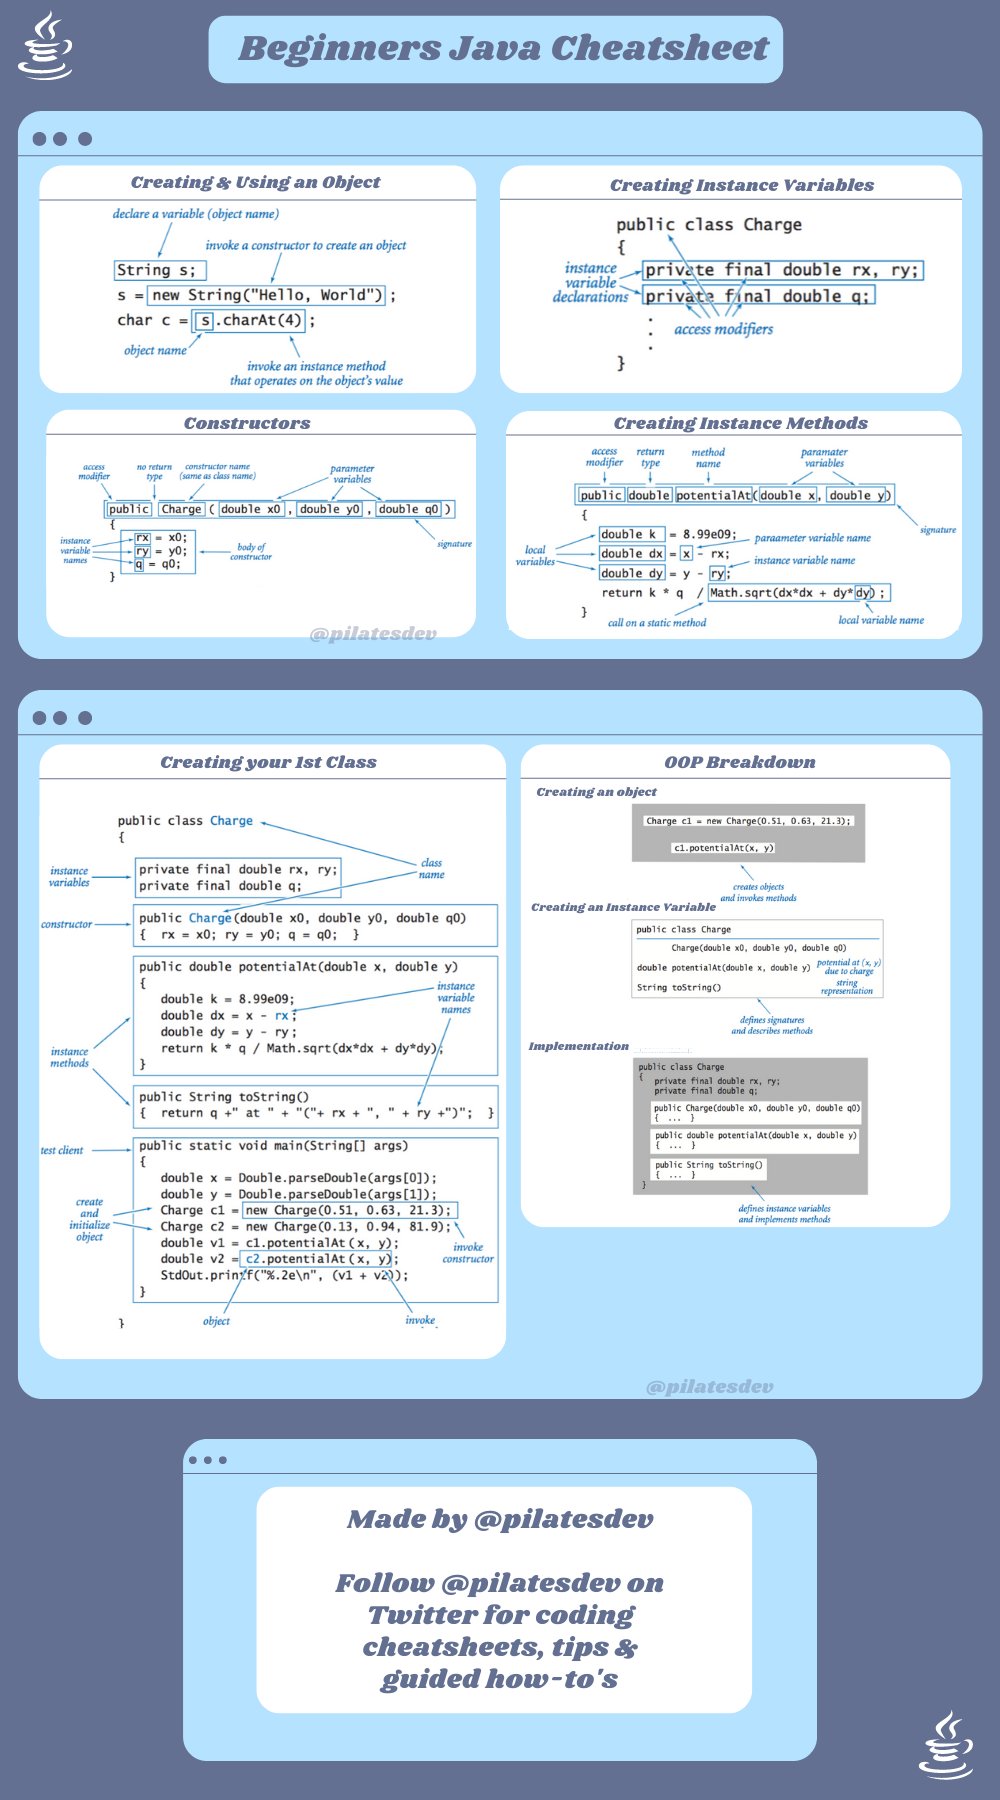 Beginners Java Cheatsheet
Creating & Using an Object
declare a variable (object name)
invoke a constructor to create an object
String s;
s = new String("Hello, World") ;
char c = s.charAt(4) ;
object name
invoke an instance method
that operates on the object's value
Creating Instance Variables
public class Charge
{
instance
variable
declarations
private final double rx, ry;
private final double q;
access modifiers
.
.
.
}
Constructors
access
modifier
no return
type
constructor name
(same as class name)
parameter
variables
public Charge ( double x0 , double y0 , double q0 )
{
instance
variable
names
rx = x0;
ry = y0;
q = q0;
}
body of
constructor
signature
@pilatesdev
Creating Instance Methods
access
modifier
return
type
method
name
paramater
variables
public double potentialAt(double x, double y)
{
signature
local
variables
double k = 8.99e09;
double dx = x - rx;
double dy = y - ry;
return k * q / Math.sqrt(dx*dx + dy*dy) ;
}
paraameter variable name
instance variable name
call on a static method
local variable name
Creating your 1st Class
public class Charge
{
class
name
instance
variables
private final double rx, ry;
private final double q;
constructor
public Charge(double x0, double y0, double q0)
{ rx = x0; ry = y0; q = q0; }
public double potentialAt(double x, double y)
{
double k = 8.99e09;
double dx = x - rx;
double dy = y - ry;
return k * q / Math.sqrt(dx*dx + dy*dy);
}
instance
variable
names
instance
methods
public String toString()
{ return q +" at " + "("+ rx + ", " + ry +")"; }
test client
public static void main(String[] args)
{
double x = Double.parseDouble(args[0]);
double y = Double.parseDouble(args[1]);
Charge c1 = new Charge(0.51, 0.63, 21.3);
Charge c2 = new Charge(0.13, 0.94, 81.9);
double v1 = c1.potentialAt(x, y);
double v2 = c2.potentialAt(x, y);
StdOut.printf("%.2e\n", (v1 + v2));
}
}
create
and
initialize
object
invoke
constructor
object
invoke
OOP Breakdown
Creating an object
Charge c1 = new Charge(0.51, 0.63, 21.3);
c1.potentialAt(x, y)
creates objects
and invokes methods
Creating an Instance Variable
public class Charge
Charge(double x0, double y0, double q0)
double potentialAt(double x, double y)
potential at (x, y)
due to charge
String toString()
string
representation
defines signatures
and describes methods
Implementation
public class Charge
{
private final double rx, ry;
private final double q;
public Charge(double x0, double y0, double q0)
{ ... }
public double potentialAt(double x, double y)
{ ... }
public String toString()
{ ... }
}
defines instance variables
and implements methods
@pilatesdev
Made by @pilatesdev
Follow @pilatesdev on
Twitter for coding
cheatsheets, tips &
guided how-to's